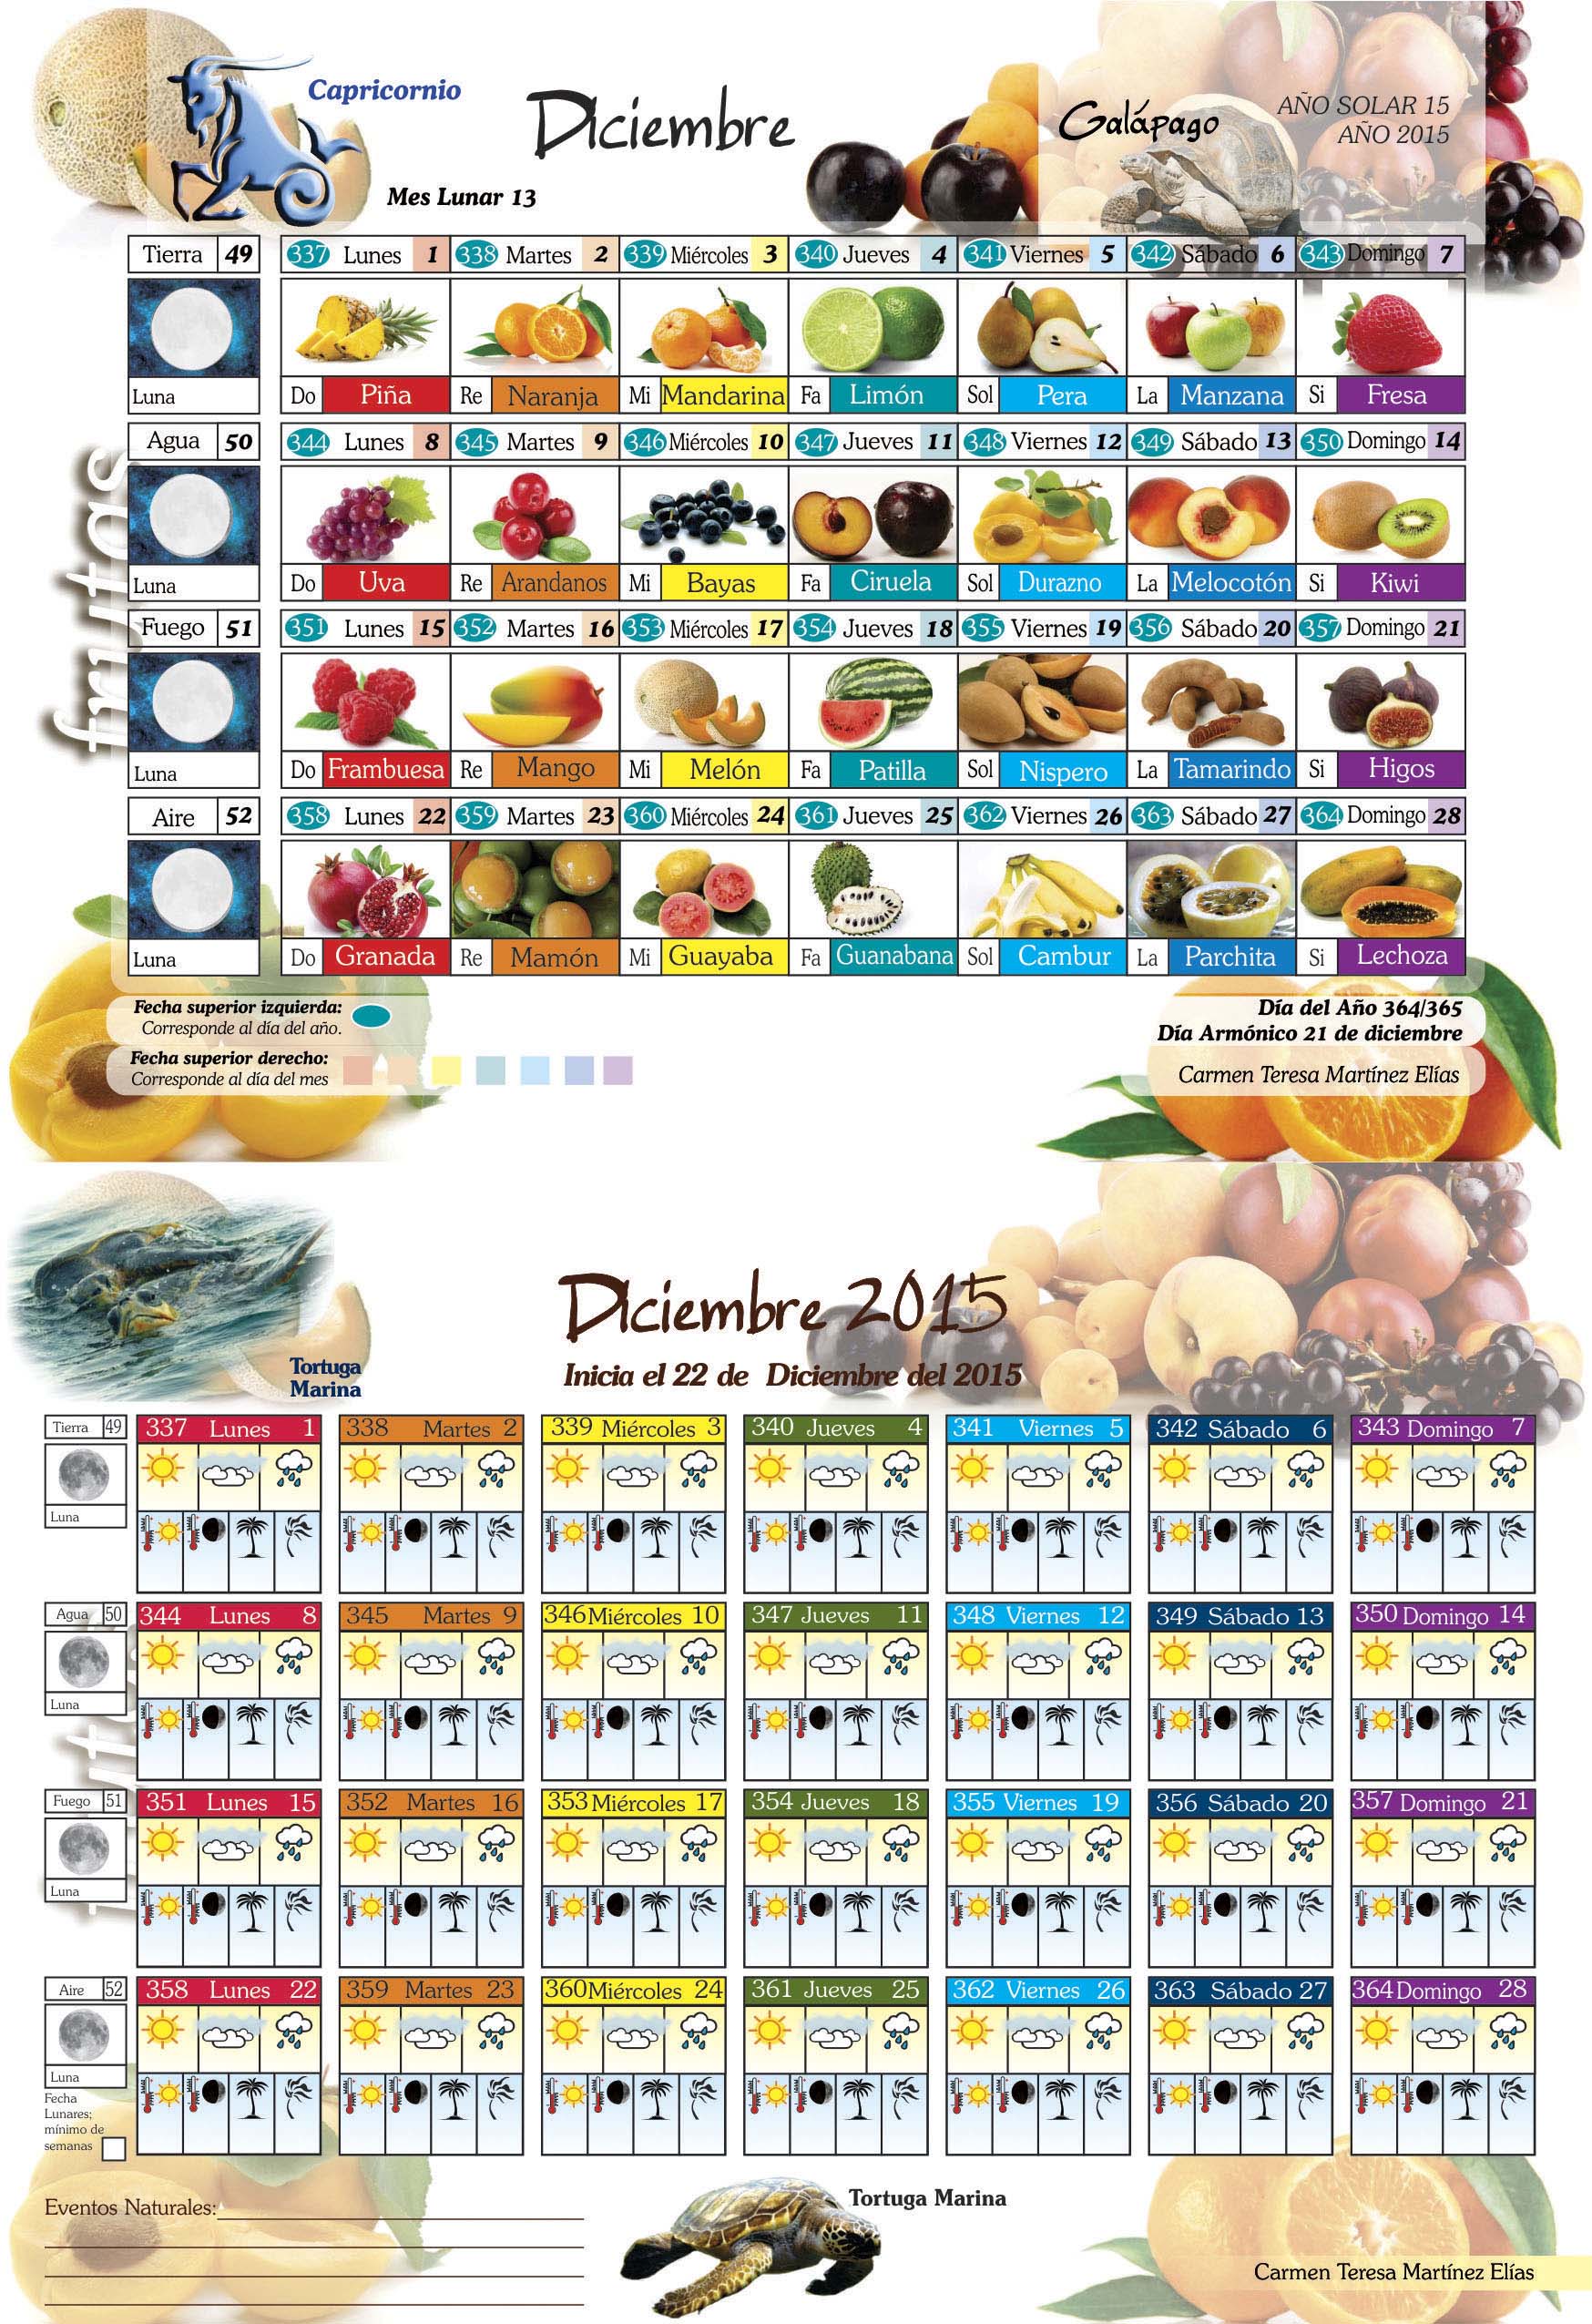 Capricornio
Diciembre
Galápago
AÑO SOLAR 15
AÑO 2015
Mes Lunar 13
frutas
Tierra 49 337 Lunes 1 338 Martes 2 339 Miércoles 3 340 Jueves 4 341 Viernes 5 342 Sábado 6 343 Domingo 7
Luna Do Piña Re Naranja Mi Mandarina Fa Limón Sol Pera La Manzana Si Fresa
Agua 50 344 Lunes 8 345 Martes 9 346 Miércoles 10 347 Jueves 11 348 Viernes 12 349 Sábado 13 350 Domingo 14
Luna Do Uva Re Arandanos Mi Bayas Fa Ciruela Sol Durazno La Melocotón Si Kiwi
Fuego 51 351 Lunes 15 352 Martes 16 353 Miércoles 17 354 Jueves 18 355 Viernes 19 356 Sábado 20 357 Domingo 21
Luna Do Frambuesa Re Mango Mi Melón Fa Patilla Sol Nispero La Tamarindo Si Higos
Aire 52 358 Lunes 22 359 Martes 23 360 Miércoles 24 361 Jueves 25 362 Viernes 26 363 Sábado 27 364 Domingo 28
Luna Do Granada Re Mamón Mi Guayaba Fa Guanabana Sol Cambur La Parchita Si Lechoza
Fecha superior izquierda:
Corresponde al día del año.
Fecha superior derecho:
Corresponde al día del mes
Día del Año 364/365
Día Armónico 21 de diciembre
Carmen Teresa Martínez Elías
Tortuga
Marina
Diciembre 2015
Inicia el 22 de Diciembre del 2015
Tierra 49 337 Lunes 1 338 Martes 2 339 Miércoles 3 340 Jueves 4 341 Viernes 5 342 Sábado 6 343 Domingo 7
Luna
Agua 50 344 Lunes 8 345 Martes 9 346 Miércoles 10 347 Jueves 11 348 Viernes 12 349 Sábado 13 350 Domingo 14
Luna
Fuego 51 351 Lunes 15 352 Martes 16 353 Miércoles 17 354 Jueves 18 355 Viernes 19 356 Sábado 20 357 Domingo 21
Luna
Aire 52 358 Lunes 22 359 Martes 23 360 Miércoles 24 361 Jueves 25 362 Viernes 26 363 Sábado 27 364 Domingo 28
Luna
Fecha
Lunares;
mínimo de
semanas
Eventos Naturales:
Tortuga Marina
Carmen Teresa Martínez Elías